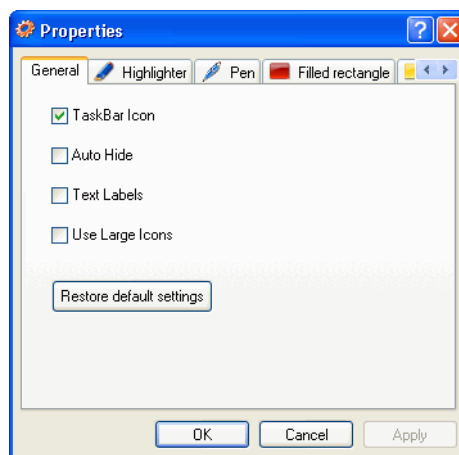 Properties
General Highlighter Pen Filled rectangle
TaskBar Icon
Auto Hide
Text Labels
Use Large Icons
Restore default settings
OK Cancel Apply